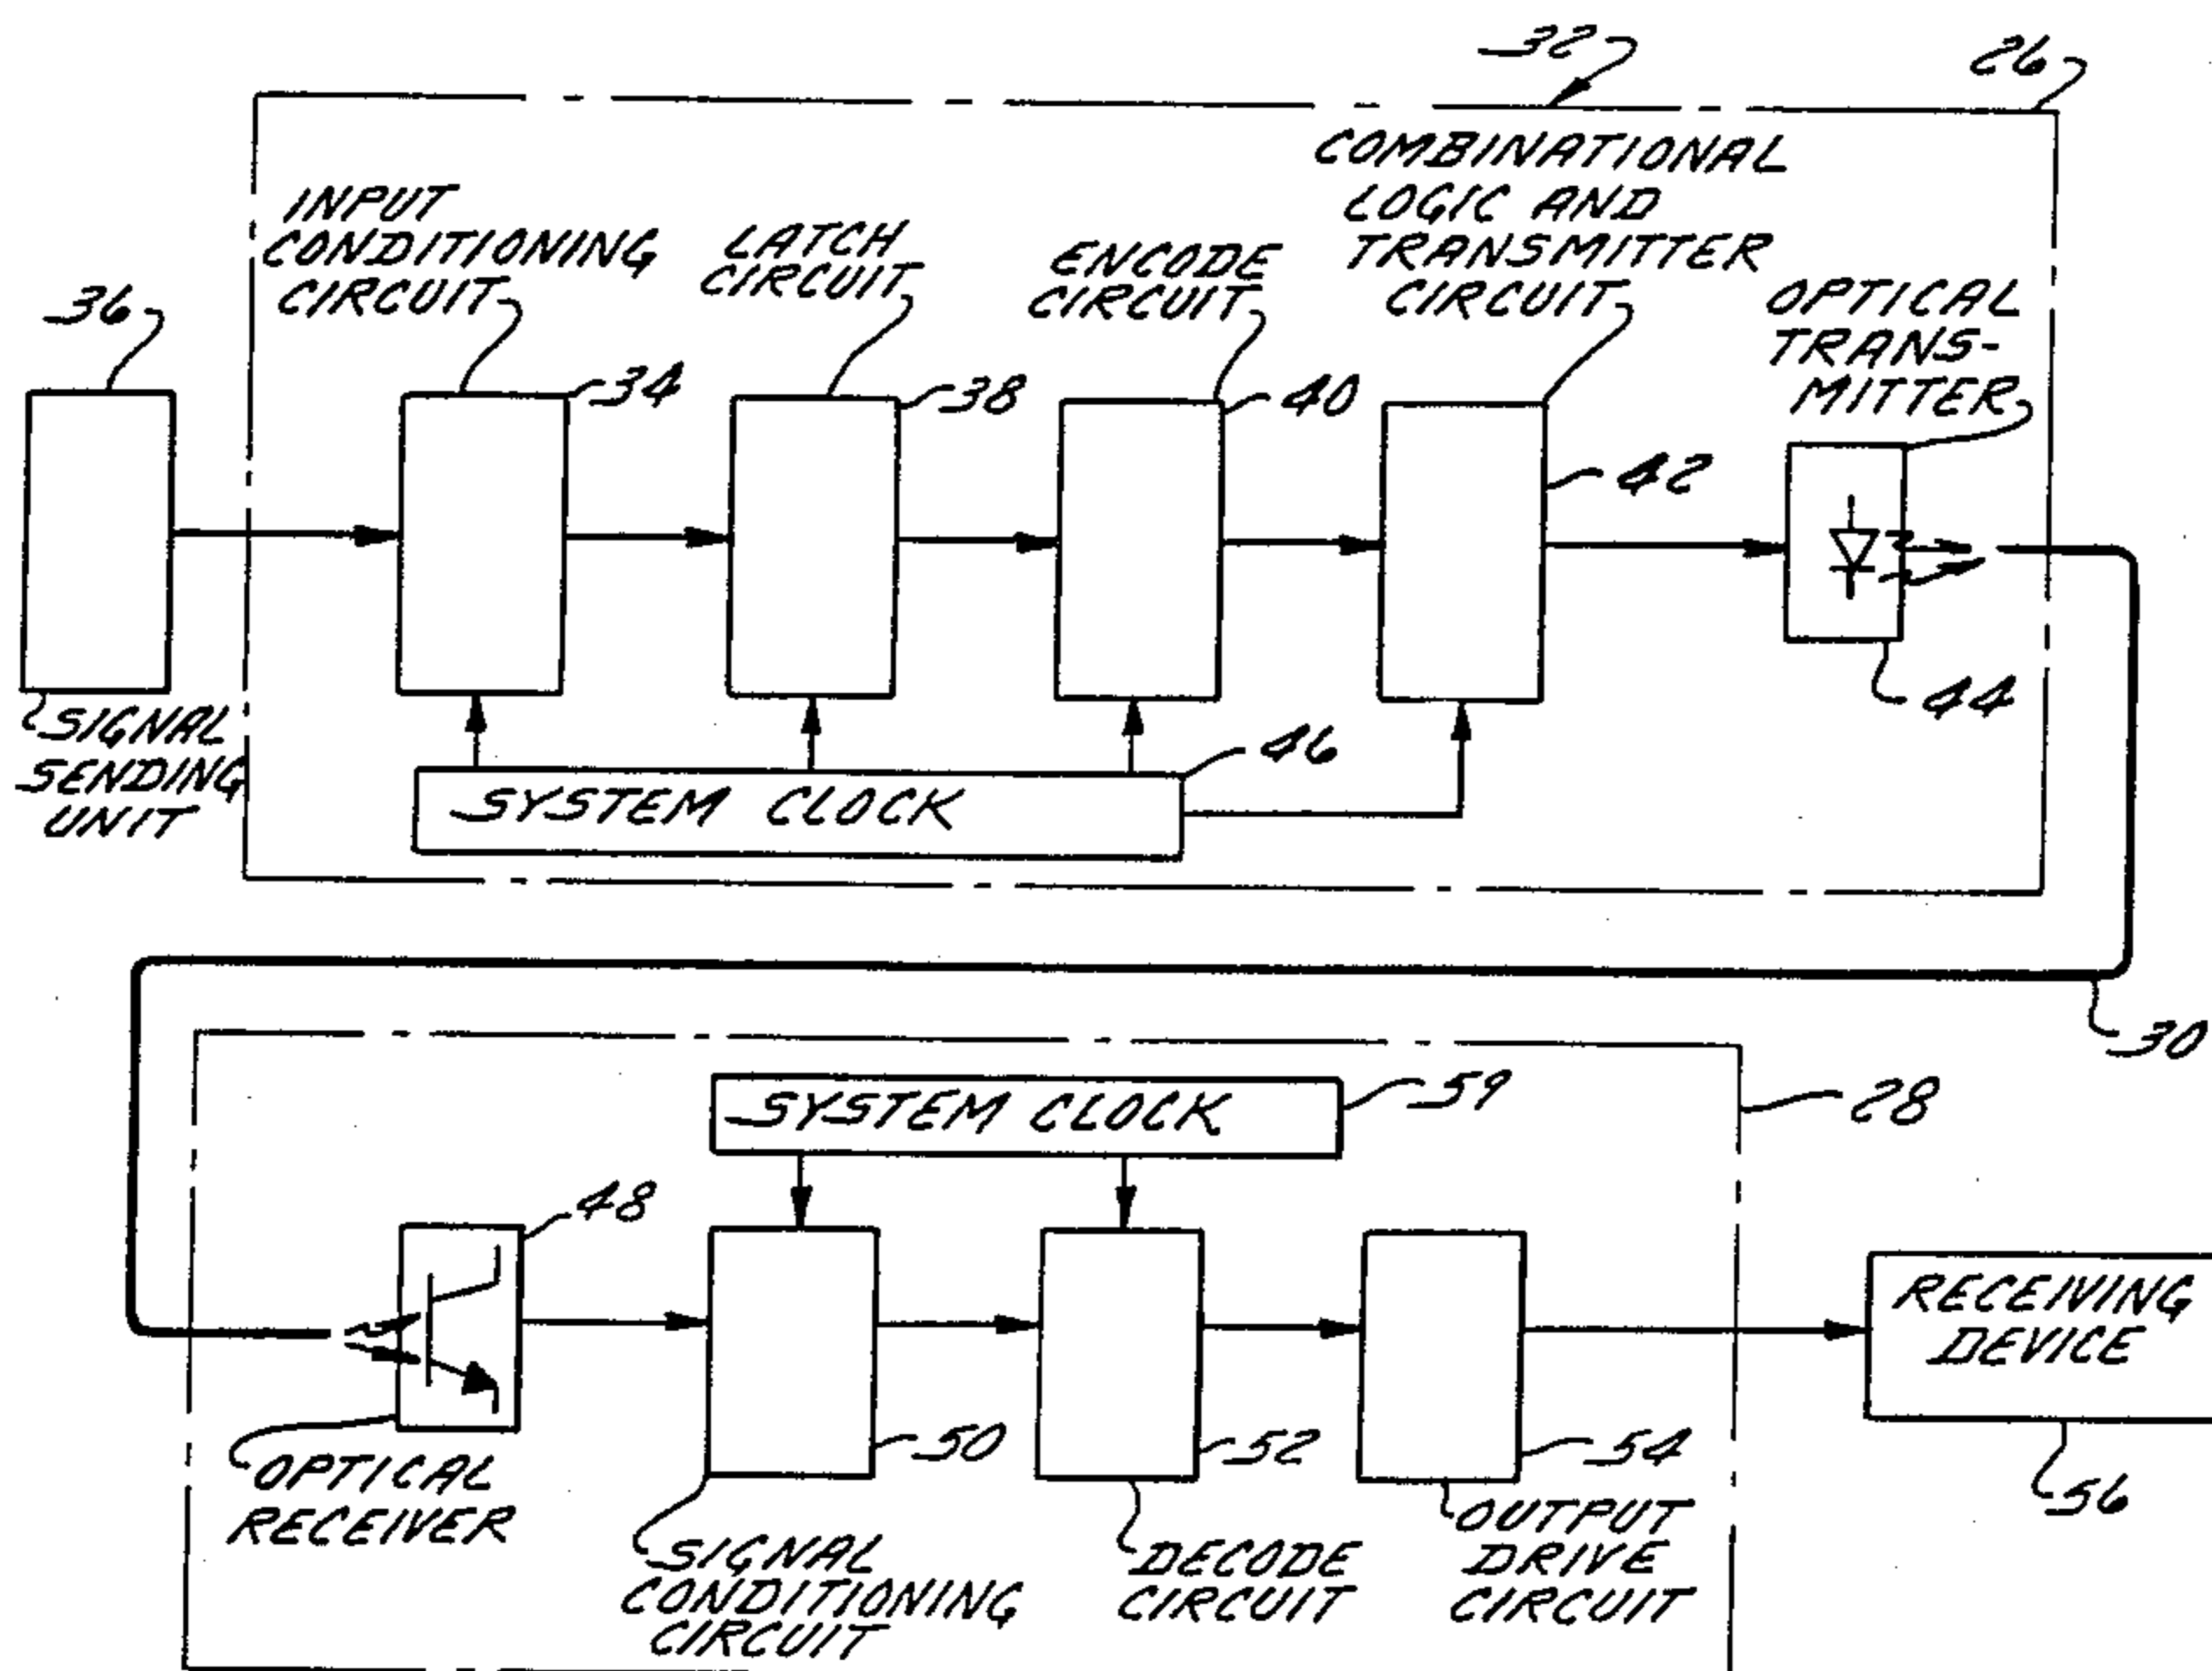 32
26
COMBINATIONAL
LOGIC AND
TRANSMITTER
CIRCUIT
INPUT
CONDITIONING
CIRCUIT
LATCH
CIRCUIT
ENCODE
CIRCUIT
OPTICAL
TRANS-
MITTER
36
34
38
40
42
44
SIGNAL
SENDING
UNIT
46
SYSTEM CLOCK
30
SYSTEM CLOCK
59
28
48
RECEIVING
DEVICE
50
52
54
56
OPTICAL
RECEIVER
SIGNAL
CONDITIONING
CIRCUIT
DECODE
CIRCUIT
OUTPUT
DRIVE
CIRCUIT